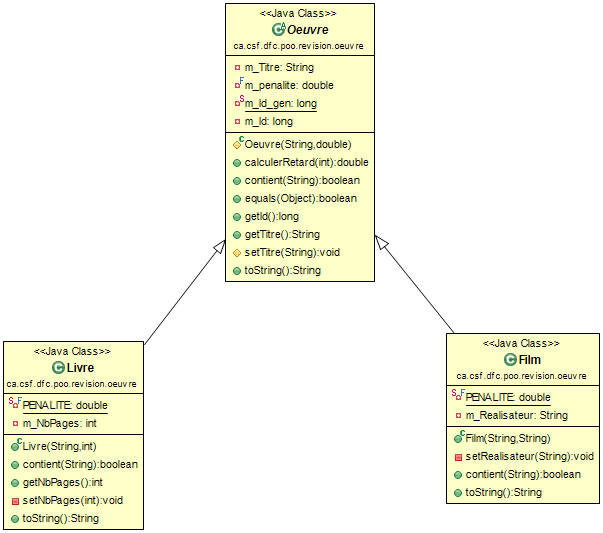 <<Java Class>>
Oeuvre
ca.csf.dfc.poo.revision.oeuvre
m_Titre: String
m_penalite: double
m_Id_gen: long
m_Id: long
Oeuvre(String,double)
calculerRetard(int):double
contient(String):boolean
equals(Object):boolean
getId():long
getTitre():String
setTitre(String):void
toString():String
<<Java Class>>
Livre
ca.csf.dfc.poo.revision.oeuvre
PENALITE: double
m_NbPages: int
Livre(String,int)
contient(String):boolean
getNbPages():int
setNbPages(int):void
toString():String
<<Java Class>>
Film
ca.csf.dfc.poo.revision.oeuvre
PENALITE: double
m_Realisateur: String
Film(String,String)
setRealisateur(String):void
contient(String):boolean
toString():String